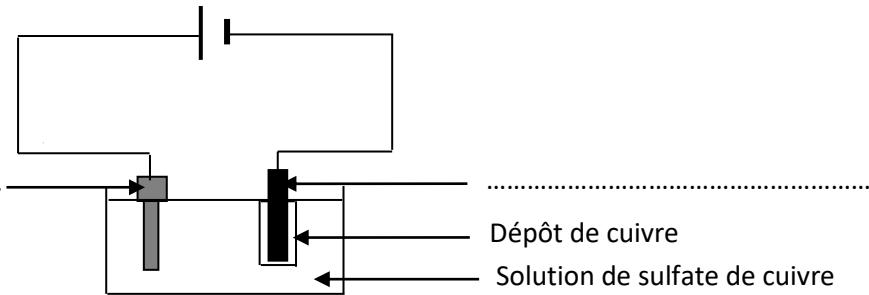 ........................................................
Dépôt de cuivre
Solution de sulfate de cuivre